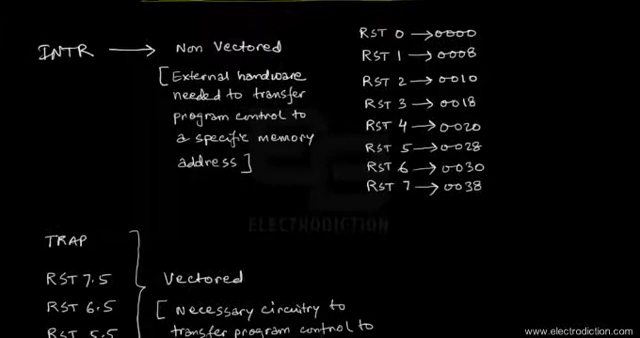 INTR → Non Vectored
[External hardware
needed to transfer
program control to
a specific memory
address]
RST 0 → 0000
RST 1 → 0008
RST 2 → 0010
RST 3 → 0018
RST 4 → 0020
RST 5 → 0028
RST 6 → 0030
RST 7 → 0038
ELECTRODICTION
TRAP
RST 7.5
RST 6.5
RST 5.5
Vectored
[Necessary circuitry to
transfer program control to
www.electrodiction.com